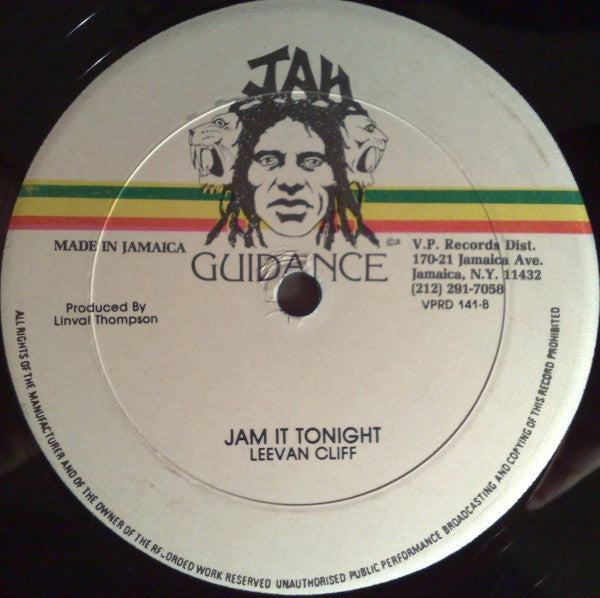 JAH
GUIDANCE
MADE IN JAMAICA
V.P. Records Dist.
170-21 Jamaica Ave.
Jamaica, N.Y. 11432
(212) 291-7058
VPRD 141-B
Produced By
Linval Thompson
JAM IT TONIGHT
LEEVAN CLIFF
ALL RIGHTS OF THE MANUFACTURER AND OF THE OWNER OF THE RECORDED WORK RESERVED UNAUTHORISED PUBLIC PERFORMANCE BROADCASTING AND COPYING OF THIS RECORD PROHIBITED